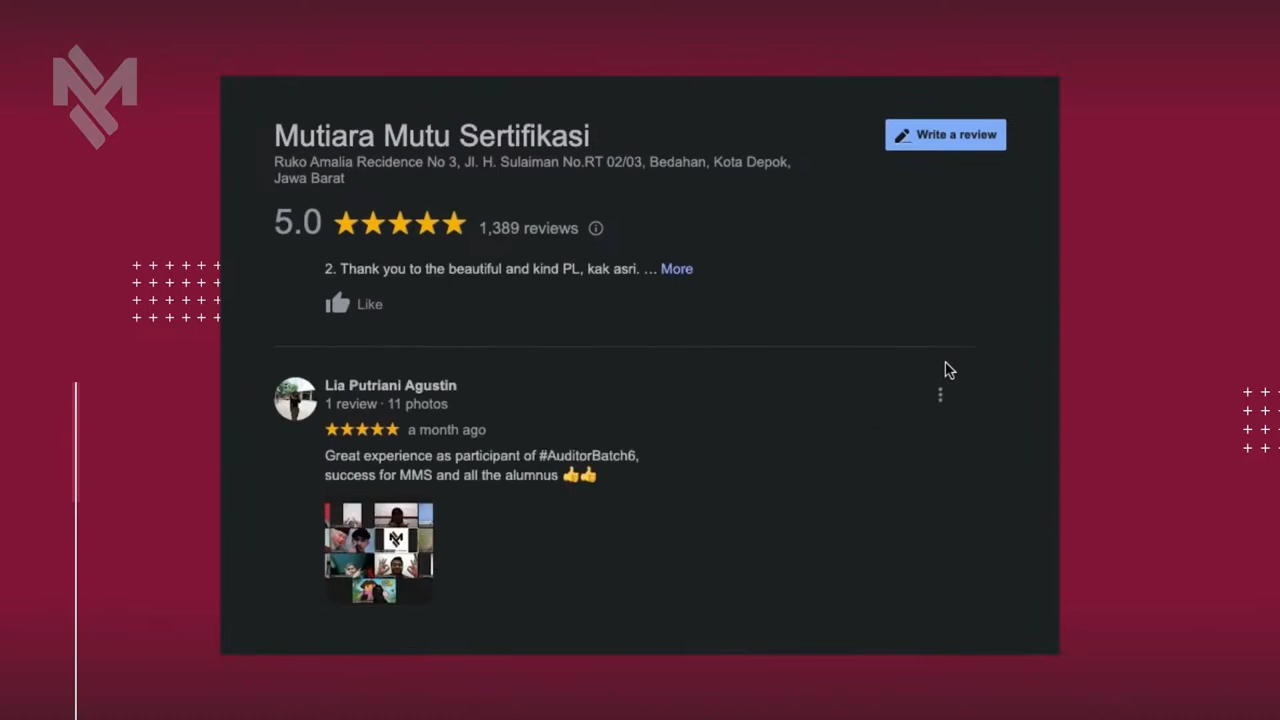 Mutiara Mutu Sertifikasi
Write a review
Ruko Amalia Recidence No 3, Jl. H. Sulaiman No.RT 02/03, Bedahan, Kota Depok,
Jawa Barat
5.0 1,389 reviews
2. Thank you to the beautiful and kind PL, kak asri. ... More
Like
Lia Putriani Agustin
1 review · 11 photos
a month ago
Great experience as participant of #AuditorBatch6,
success for MMS and all the alumnus 👍👍